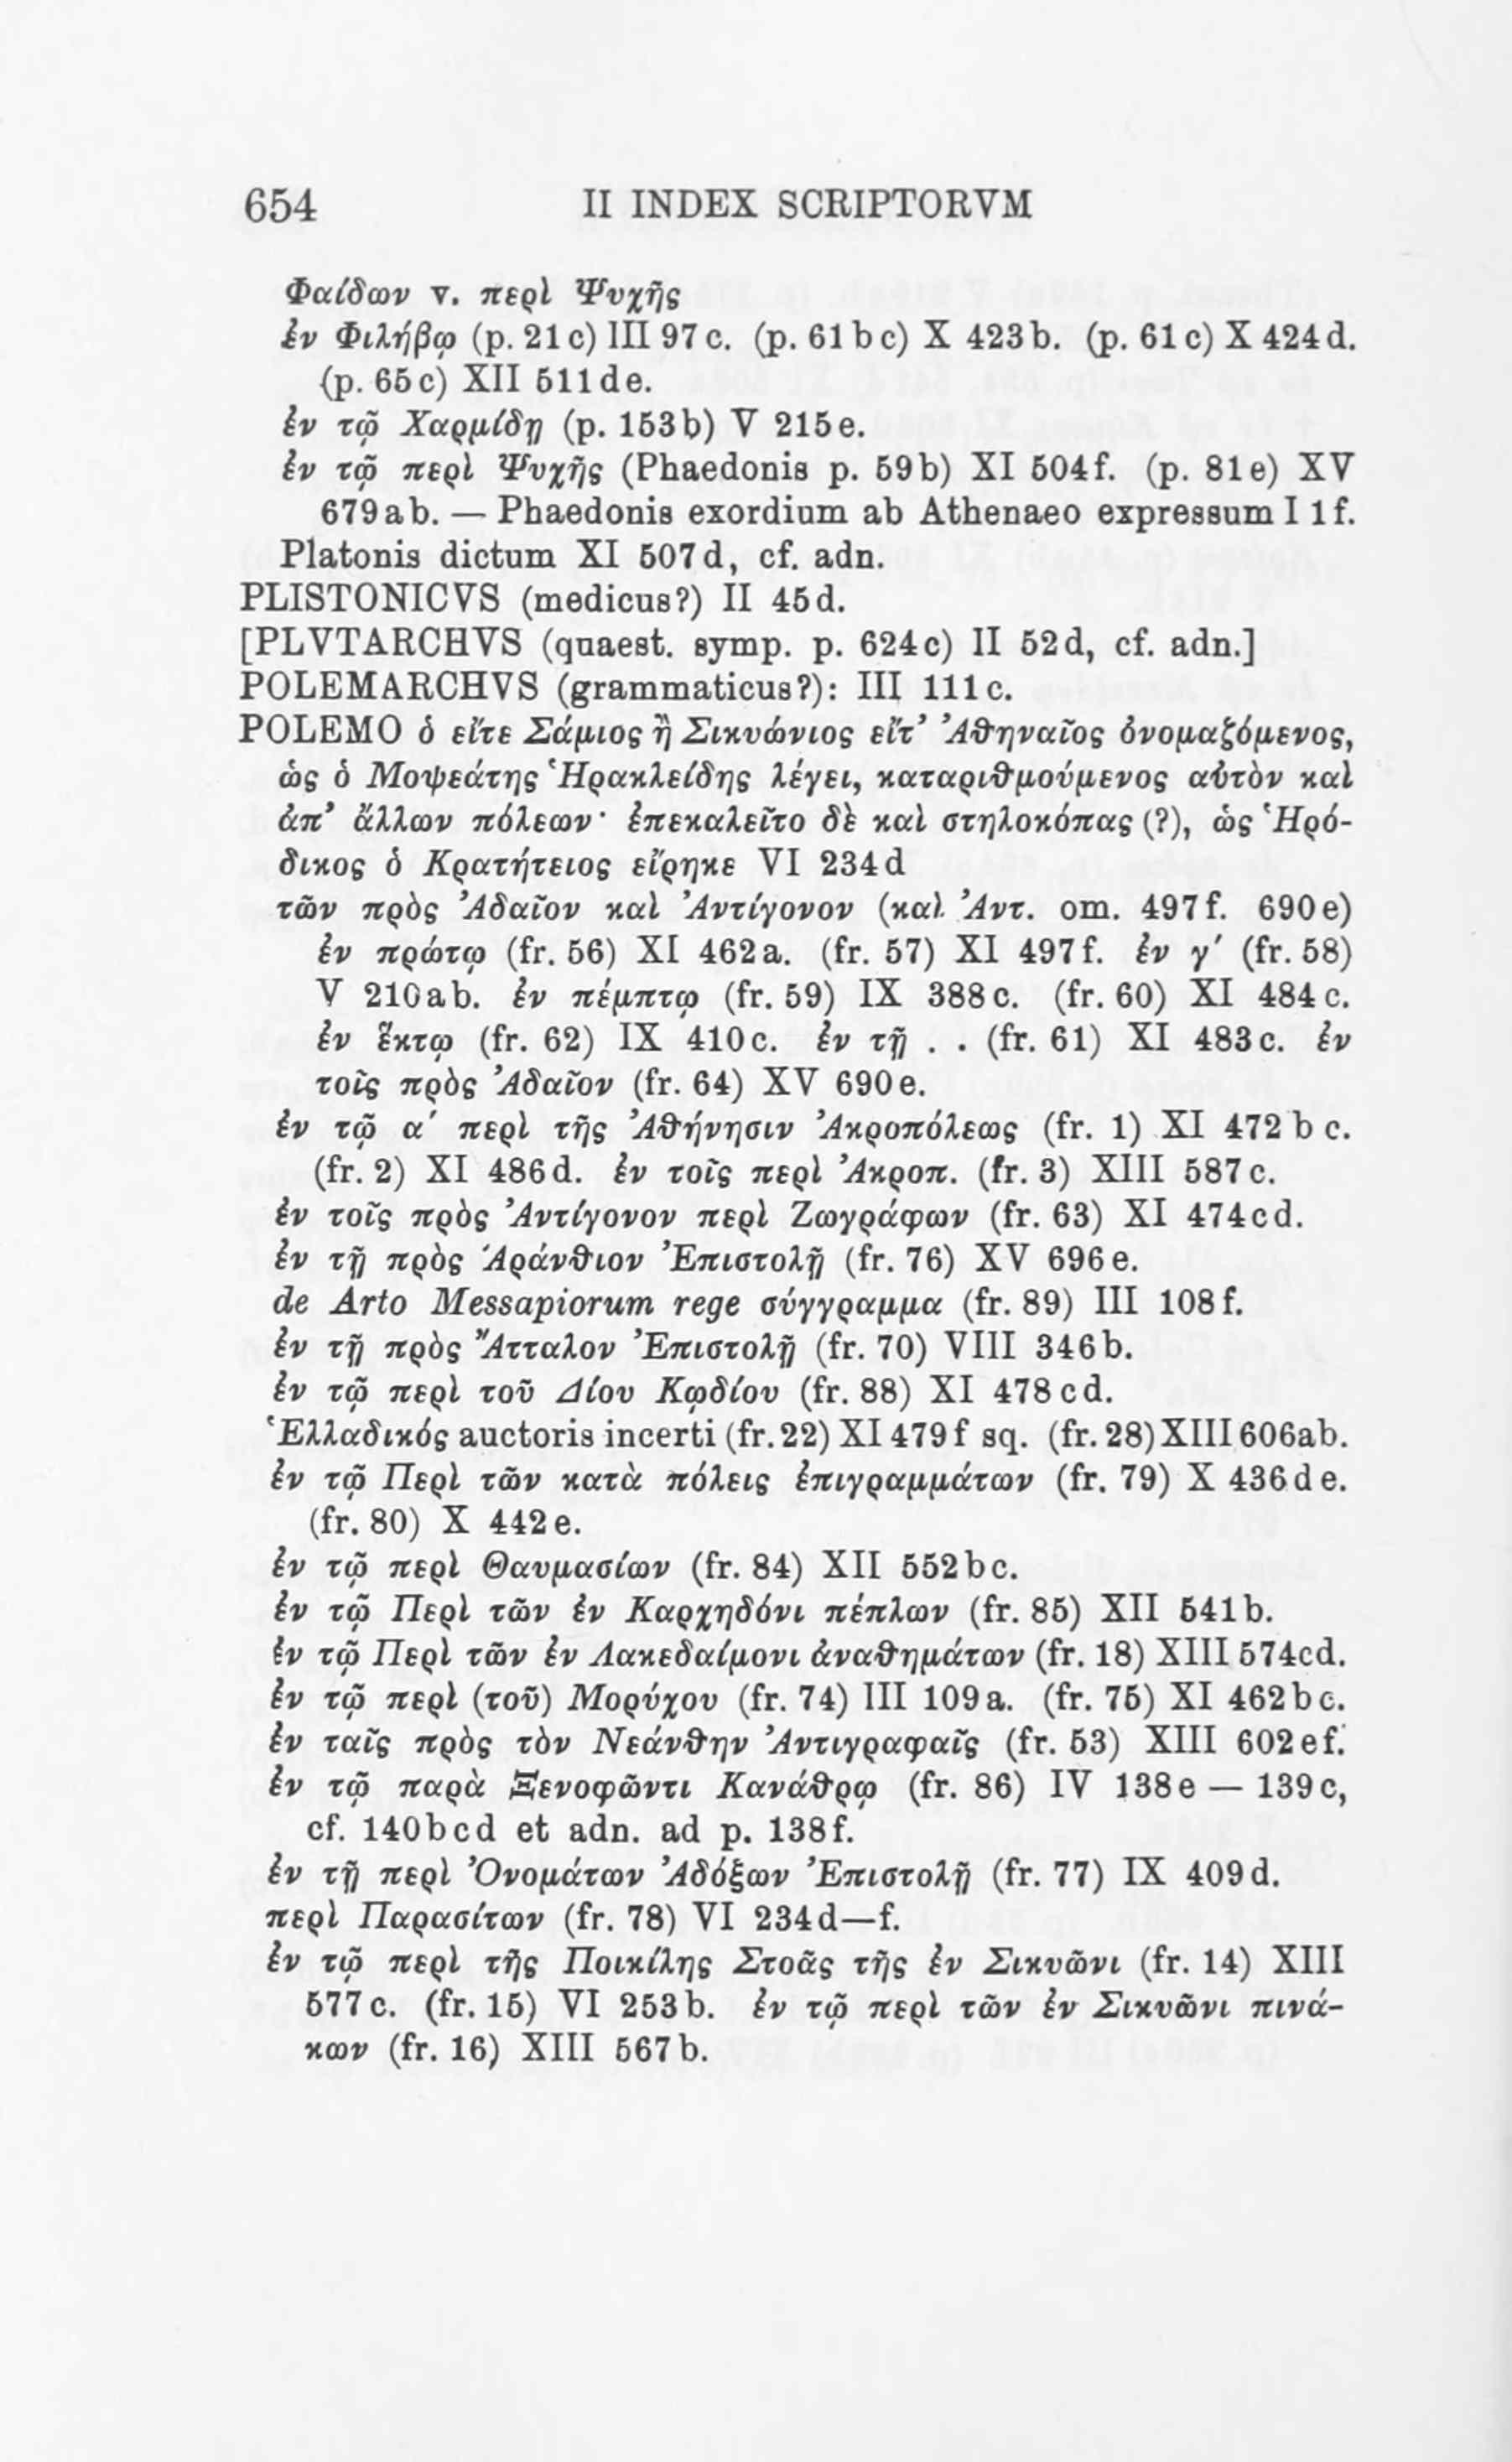 654 II INDEX SCRIPTORVM
Φαίδων v. περὶ Ψυχῆς
ἐν Φιλήβῳ (p. 21 c) III 97 c. (p. 61 b c) X 423 b. (p. 61 c) X 424 d.
(p. 65 c) XII 511 d e.
ἐν τῷ Χαρμίδῃ (p. 153 b) V 215 e.
ἐν τῷ περὶ Ψυχῆς (Phaedonis p. 59 b) XI 504 f. (p. 81 e) XV
679 a b. — Phaedonis exordium ab Athenaeo expressum I 1 f.
Platonis dictum XI 507 d, cf. adn.
PLISTONICVS (medicus?) II 45 d.
[PLVTARCHVS (quaest. symp. p. 624 c) II 52 d, cf. adn.]
POLEMARCHVS (grammaticus?): III 111 c.
POLEMO ὁ εἴτε Σάμιος ἢ Σικυώνιος εἴτ’ Ἀθηναῖος ὀνομαζόμενος,
ὡς ὁ Μοψεάτης Ἡρακλείδης λέγει, καταριθμούμενος αὐτὸν καὶ
ἀπ’ ἄλλων πόλεων· ἐπεκαλεῖτο δὲ καὶ στηλοκόπας (?), ὡς Ἡρό-
δικος ὁ Κρατήτειος εἴρηκε VI 234 d
τῶν πρὸς Ἀδαῖον καὶ Ἀντίγονον (καὶ Ἀντ. om. 497 f. 690 e)
ἐν πρώτῳ (fr. 56) XI 462 a. (fr. 57) XI 497 f. ἐν γ′ (fr. 58)
V 210 a b. ἐν πέμπτῳ (fr. 59) IX 388 c. (fr. 60) XI 484 c.
ἐν ἕκτῳ (fr. 62) IX 410 c. ἐν τῇ . . (fr. 61) XI 483 c. ἐν
τοῖς πρὸς Ἀδαῖον (fr. 64) XV 690 e.
ἐν τῷ α′ περὶ τῆς Ἀθήνησιν Ἀκροπόλεως (fr. 1) XI 472 b c.
(fr. 2) XI 486 d. ἐν τοῖς περὶ Ἀκροπ. (fr. 3) XIII 587 c.
ἐν τοῖς πρὸς Ἀντίγονον περὶ Ζωγράφων (fr. 63) XI 474 c d.
ἐν τῇ πρὸς Ἀράνθιον Ἐπιστολῇ (fr. 76) XV 696 e.
de Arto Messapiorum rege σύγγραμμα (fr. 89) III 108 f.
ἐν τῇ πρὸς Ἄτταλον Ἐπιστολῇ (fr. 70) VIII 346 b.
ἐν τῷ περὶ τοῦ Δίου Κῳδίου (fr. 88) XI 478 c d.
Ἑλλαδικός auctoris incerti (fr. 22) XI 479 f sq. (fr. 28) XIII 606 ab.
ἐν τῷ Περὶ τῶν κατὰ πόλεις ἐπιγραμμάτων (fr. 79) X 436 d e.
(fr. 80) X 442 e.
ἐν τῷ περὶ Θαυμασίων (fr. 84) XII 552 b c.
ἐν τῷ Περὶ τῶν ἐν Καρχηδόνι πέπλων (fr. 85) XII 541 b.
ἐν τῷ Περὶ τῶν ἐν Λακεδαίμονι ἀναθημάτων (fr. 18) XIII 574 cd.
ἐν τῷ περὶ (τοῦ) Μορύχου (fr. 74) III 109 a. (fr. 75) XI 462 b c.
ἐν ταῖς πρὸς τὸν Νεάνθην Ἀντιγραφαῖς (fr. 53) XIII 602 e f.
ἐν τῷ παρὰ Ξενοφῶντι Κανάθρῳ (fr. 86) IV 138 e — 139 c,
cf. 140 b c d et adn. ad p. 138 f.
ἐν τῇ περὶ Ὀνομάτων Ἀδόξων Ἐπιστολῇ (fr. 77) IX 409 d.
περὶ Παρασίτων (fr. 78) VI 234 d—f.
ἐν τῷ περὶ τῆς Ποικίλης Στοᾶς τῆς ἐν Σικυῶνι (fr. 14) XIII
577 c. (fr. 15) VI 253 b. ἐν τῷ περὶ τῶν ἐν Σικυῶνι πινά-
κων (fr. 16) XIII 567 b.